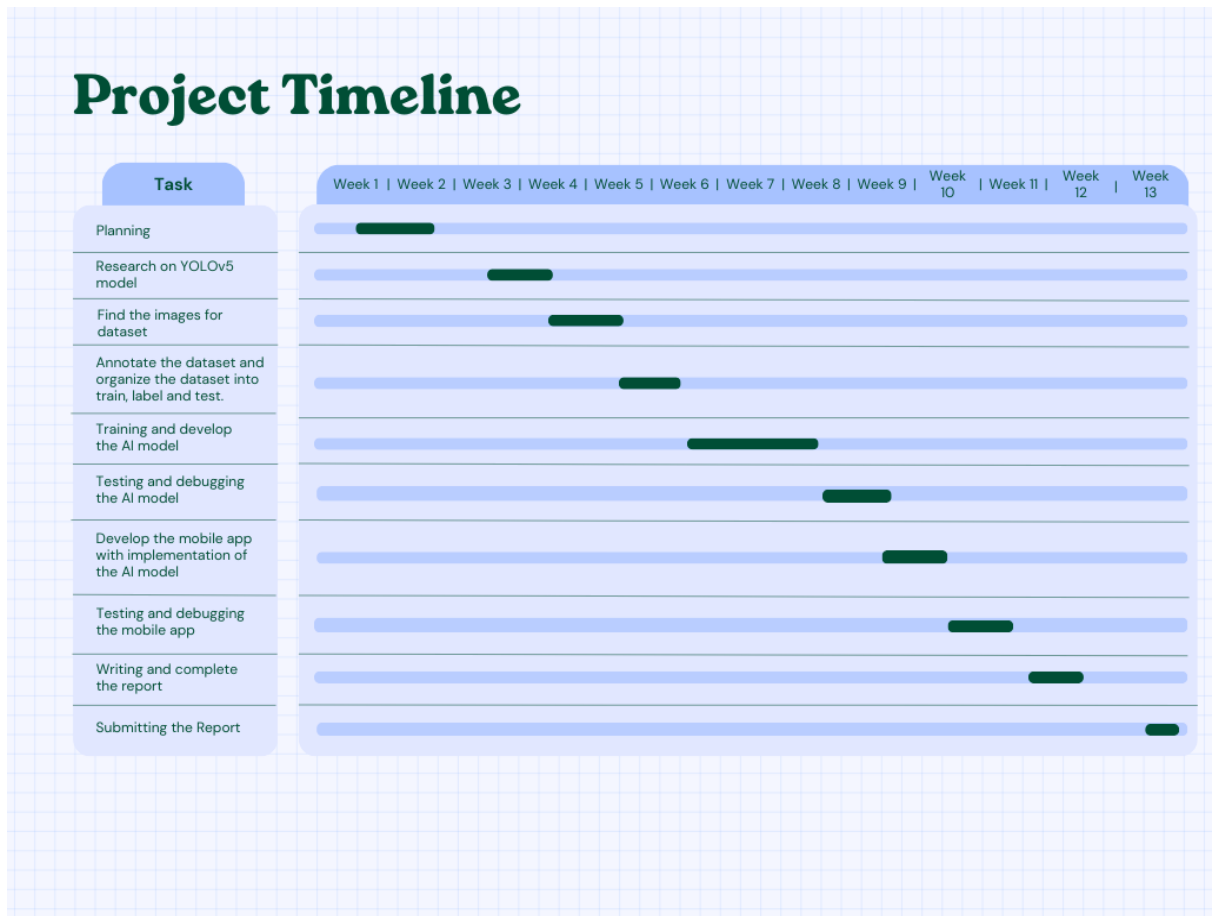 Project Timeline
Task
Week 1 | Week 2 | Week 3 | Week 4 | Week 5 | Week 6 | Week 7 | Week 8 | Week 9 | Week 10 | Week 11 | Week 12 | Week 13
Planning
Research on YOLOv5
model
Find the images for
dataset
Annotate the dataset and
organize the dataset into
train, label and test.
Training and develop
the AI model
Testing and debugging
the AI model
Develop the mobile app
with implementation of
the AI model
Testing and debugging
the mobile app
Writing and complete
the report
Submitting the Report